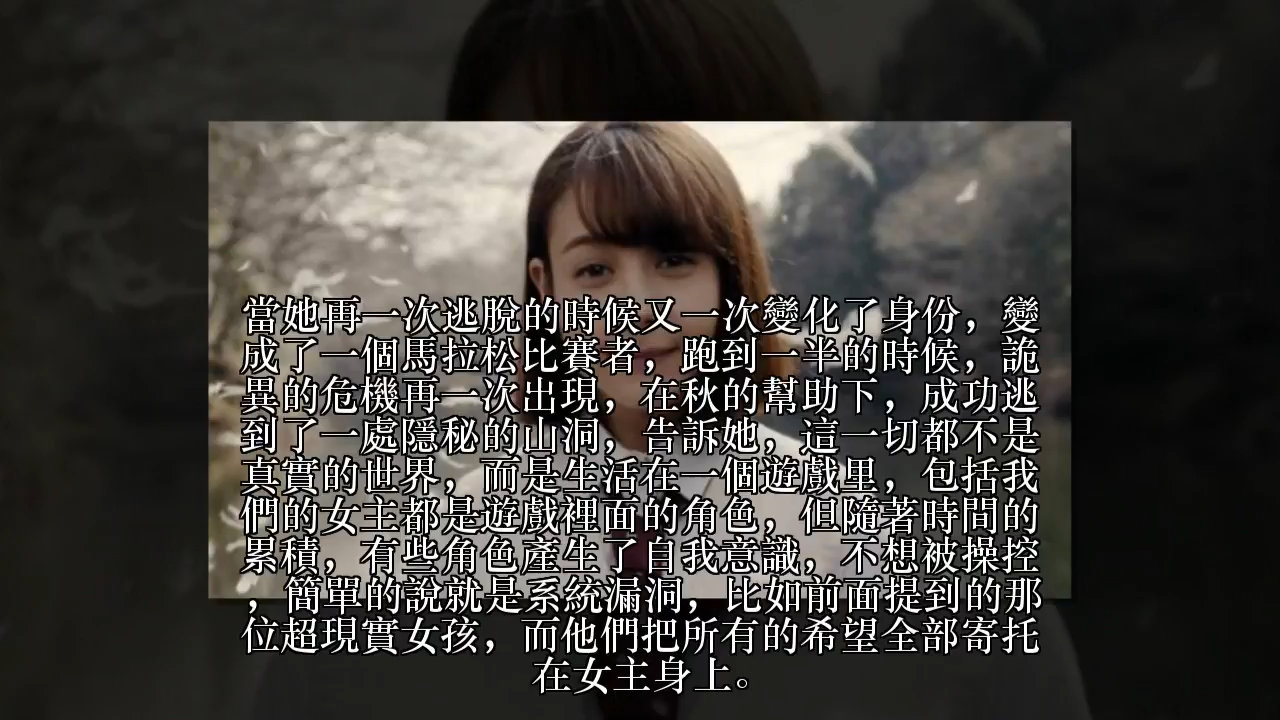 當她再一次逃脫的時候又一次變化了身份，變
成了一個馬拉松比賽者，跑到一半的時候，詭
異的危機再一次出現，在秋的幫助下，成功逃
到了一處隱秘的山洞，告訴她，這一切都不是
真實的世界，而是生活在一個遊戲里，包括我
們的女主都是遊戲裡面的角色，但隨著時間的
累積，有些角色產生了自我意識，不想被操控
，簡單的說就是系統漏洞，比如前面提到的那
位超現實女孩，而他們把所有的希望全部寄托
在女主身上。